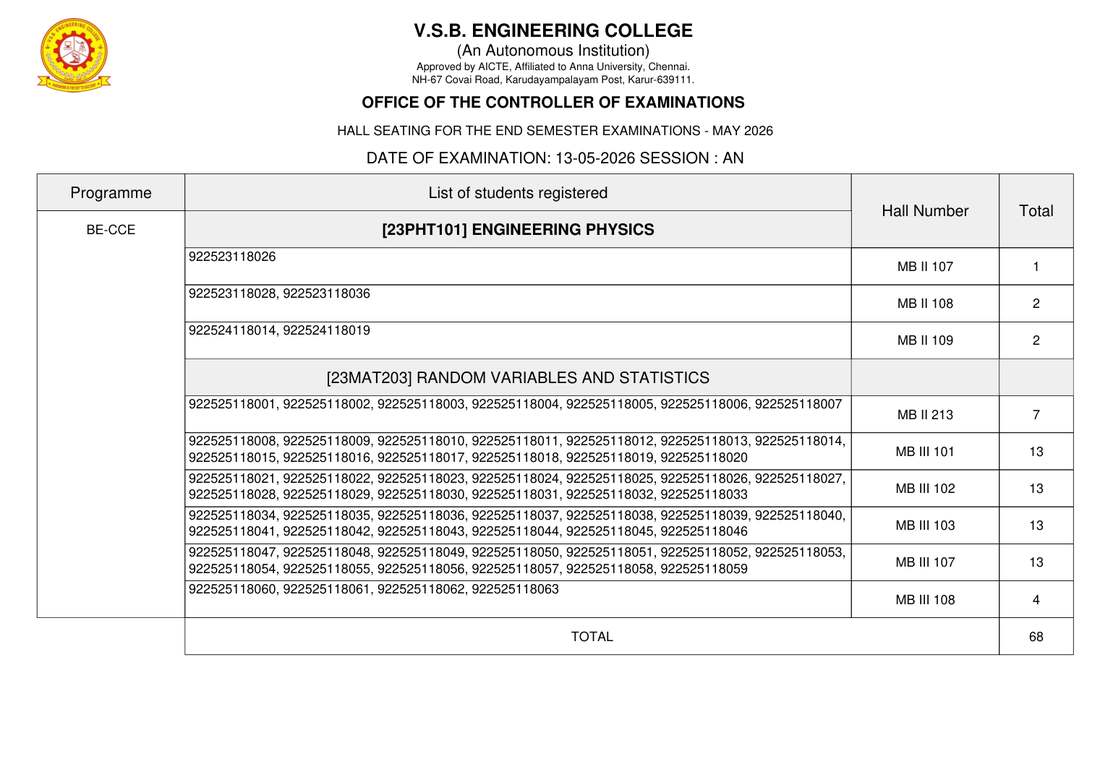 V.S.B. ENGINEERING COLLEGE
(An Autonomous Institution)
Approved by AICTE, Affiliated to Anna University, Chennai.
NH-67 Covai Road, Karudayampalayam Post, Karur-639111.
OFFICE OF THE CONTROLLER OF EXAMINATIONS
HALL SEATING FOR THE END SEMESTER EXAMINATIONS - MAY 2026
DATE OF EXAMINATION: 13-05-2026 SESSION : AN
Programme
List of students registered
Hall Number
Total
BE-CCE
[23PHT101] ENGINEERING PHYSICS
922523118026
MB II 107
1
922523118028, 922523118036
MB II 108
2
922524118014, 922524118019
MB II 109
2
[23MAT203] RANDOM VARIABLES AND STATISTICS
922525118001, 922525118002, 922525118003, 922525118004, 922525118005, 922525118006, 922525118007
MB II 213
7
922525118008, 922525118009, 922525118010, 922525118011, 922525118012, 922525118013, 922525118014,
922525118015, 922525118016, 922525118017, 922525118018, 922525118019, 922525118020
MB III 101
13
922525118021, 922525118022, 922525118023, 922525118024, 922525118025, 922525118026, 922525118027,
922525118028, 922525118029, 922525118030, 922525118031, 922525118032, 922525118033
MB III 102
13
922525118034, 922525118035, 922525118036, 922525118037, 922525118038, 922525118039, 922525118040,
922525118041, 922525118042, 922525118043, 922525118044, 922525118045, 922525118046
MB III 103
13
922525118047, 922525118048, 922525118049, 922525118050, 922525118051, 922525118052, 922525118053,
922525118054, 922525118055, 922525118056, 922525118057, 922525118058, 922525118059
MB III 107
13
922525118060, 922525118061, 922525118062, 922525118063
MB III 108
4
TOTAL
68